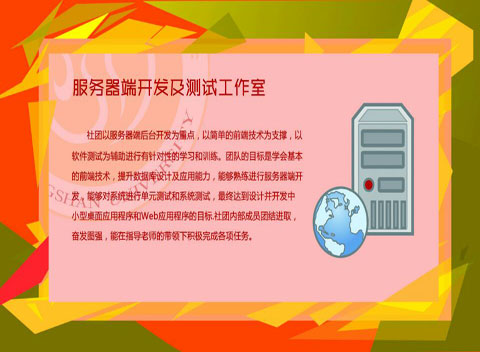 服务器端开发及测试工作室
社团以服务器端后台开发为重点，以简单的前端技术为支撑，以
软件测试为辅助进行有针对性的学习和训练。团队的目标是学会基本
的前端技术，提升数据库设计及应用能力，能够熟练进行服务器端开
发，能够对系统进行单元测试和系统测试，最终达到设计并开发中
小型桌面应用程序和Web应用程序的目标.社团内部成员团结进取，
奋发图强，能在指导老师的带领下积极完成各项任务。